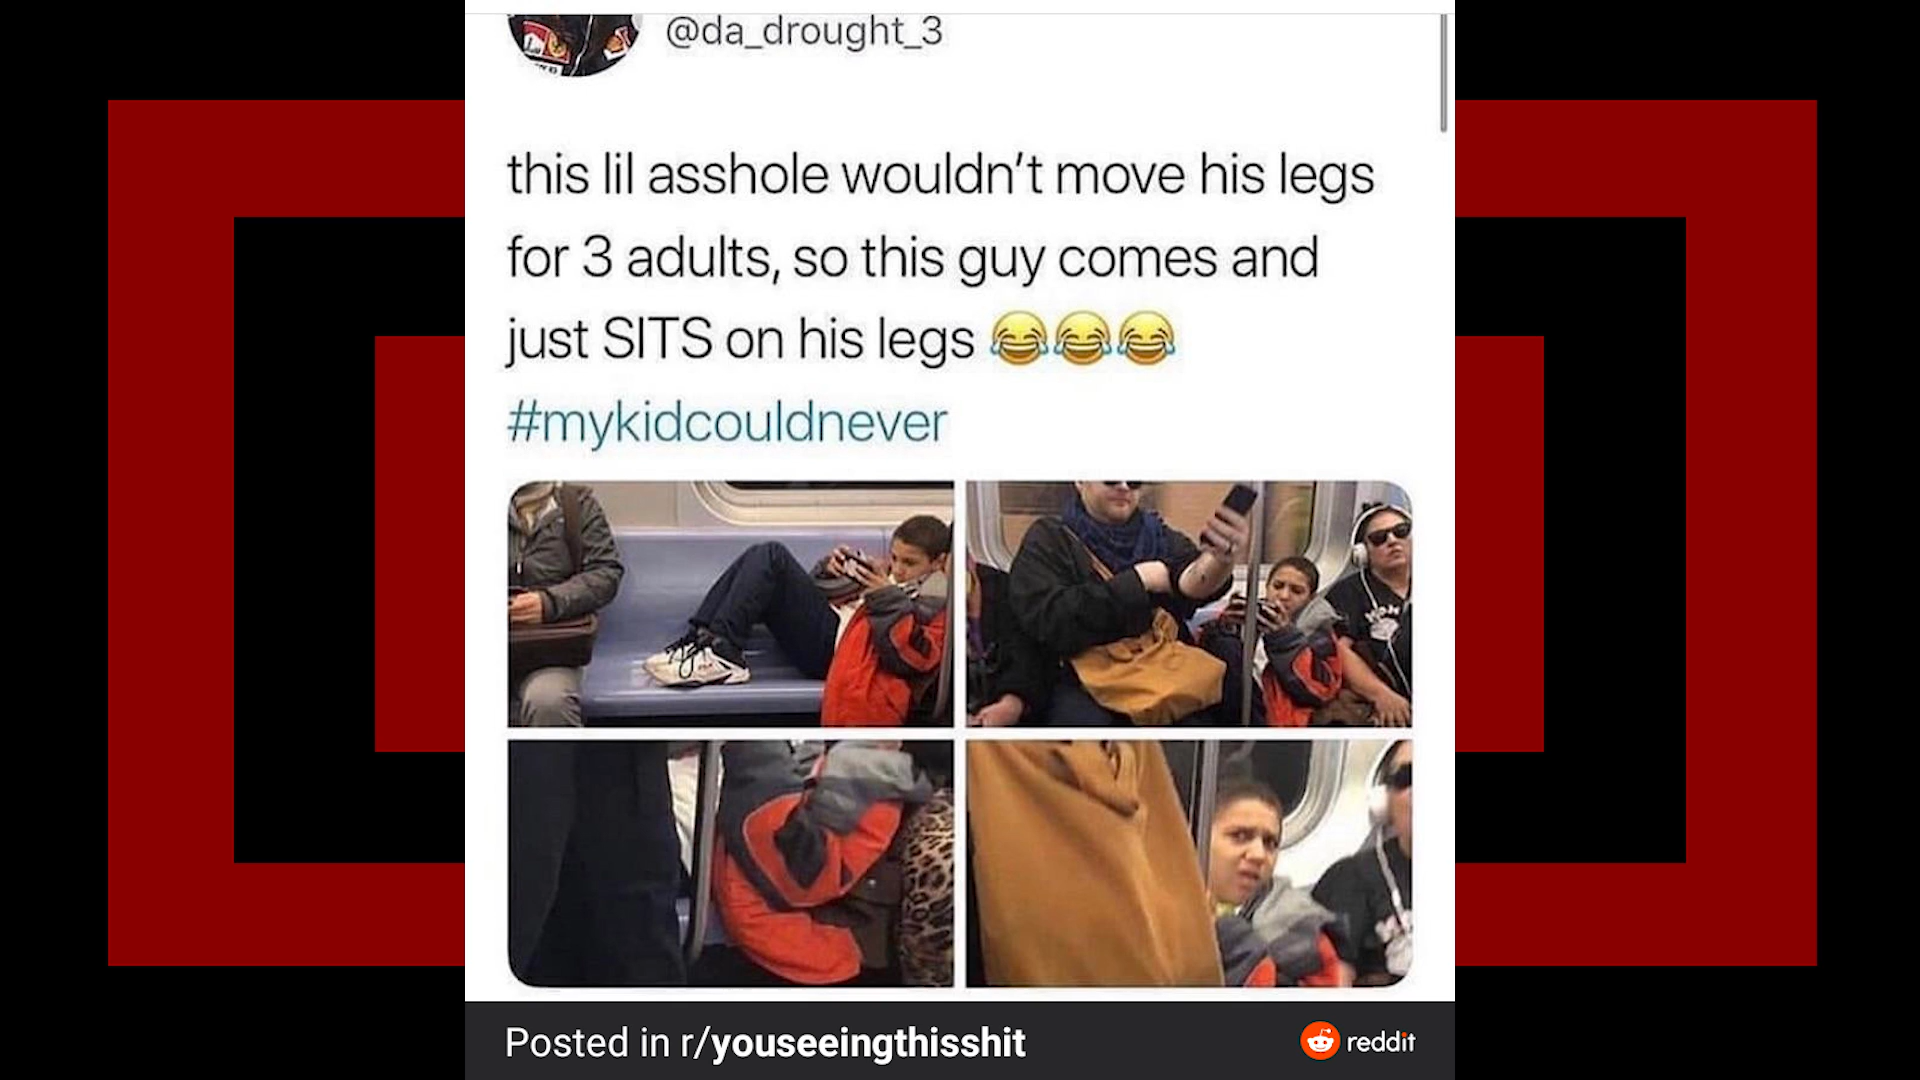 @da_drought_3
this lil asshole wouldn't move his legs
for 3 adults, so this guy comes and
just SITS on his legs 😂😂😂
#mykidcouldnever
Posted in r/youseeingthisshit
reddit